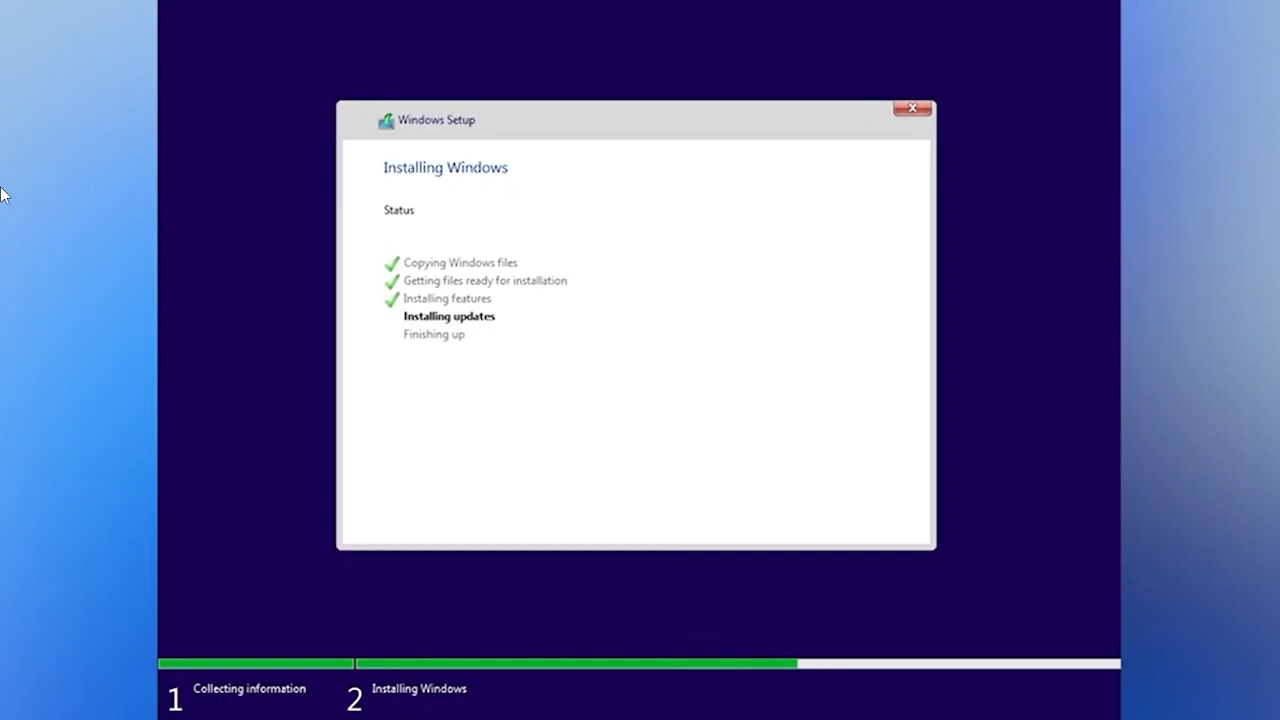 Windows Setup
Installing Windows
Status
Copying Windows files
Getting files ready for installation
Installing features
Installing updates
Finishing up
1 Collecting information
2 Installing Windows